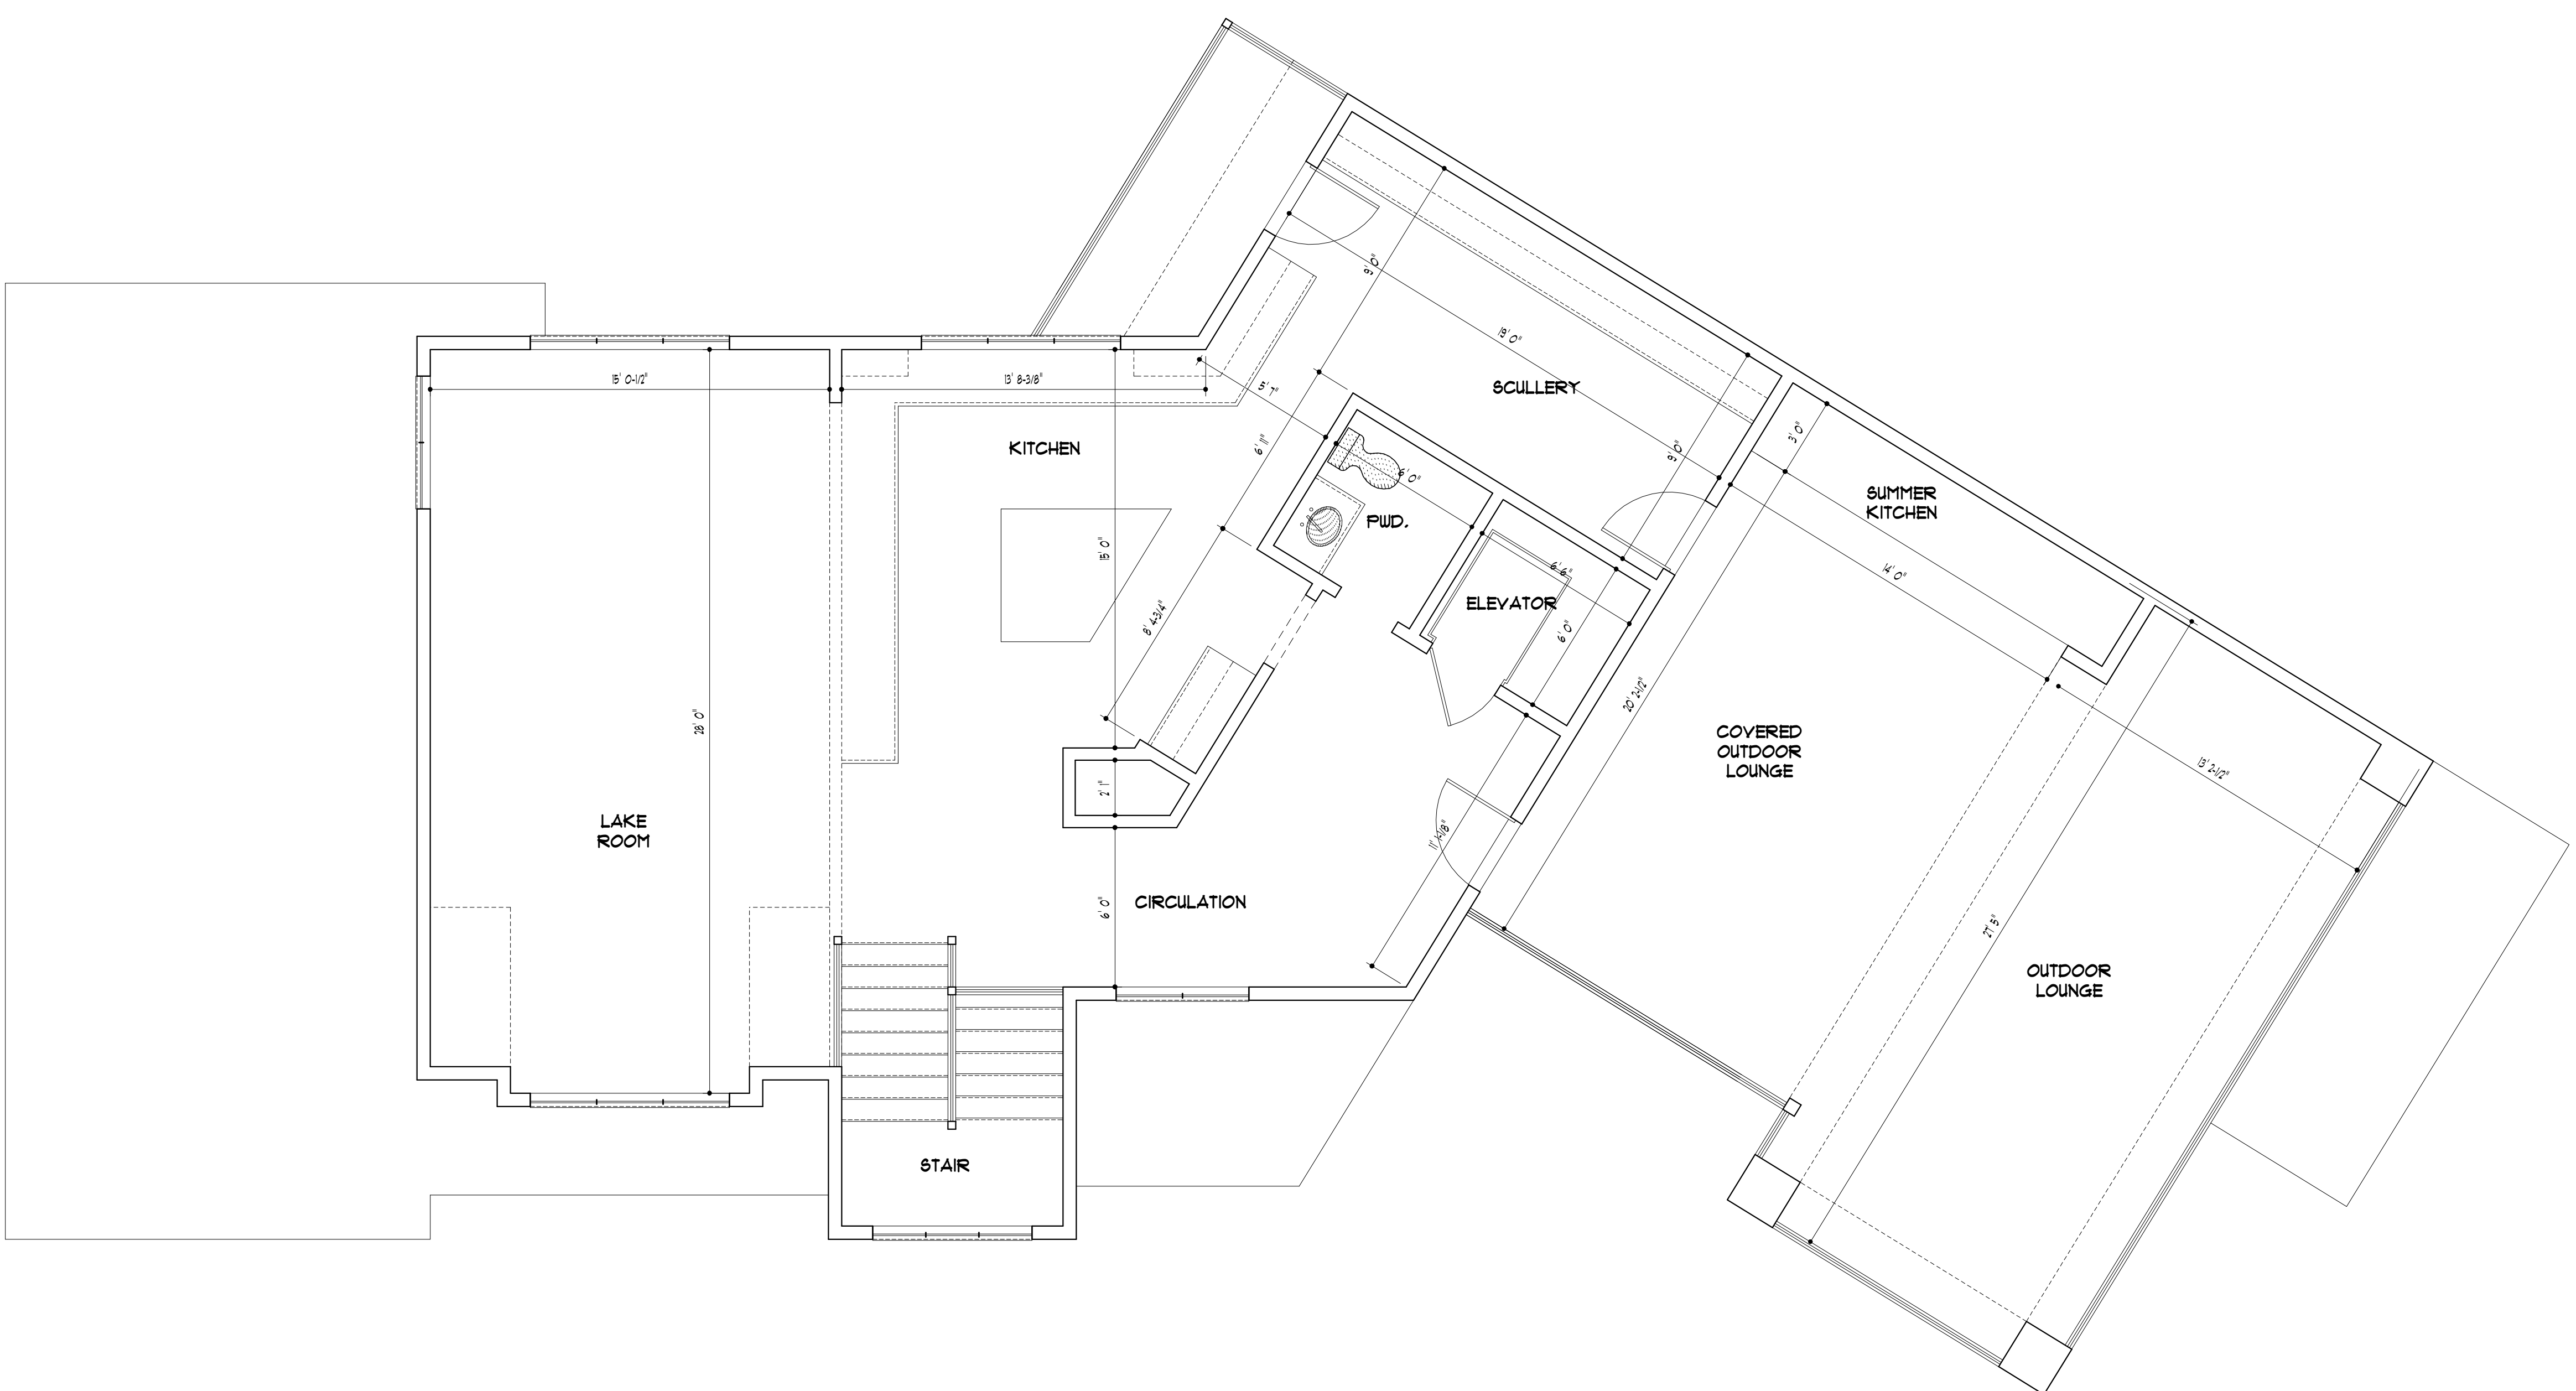 9' 0"
19' 0"
15' 0-1/2"
13' 8-3/8"
5' 7"
SCULLERY
3' 0"
KITCHEN
6' 11"
9' 0"
6' 0"
SUMMER
KITCHEN
PWD.
15' 0"
6' 6"
14' 0"
ELEVATOR
8' 4-3/4"
6' 0"
20' 2-1/2"
28' 0"
COVERED
OUTDOOR
LOUNGE
13' 2-1/2"
2' 1"
LAKE
ROOM
11' 1-1/8"
6' 0"
CIRCULATION
27' 5"
OUTDOOR
LOUNGE
STAIR